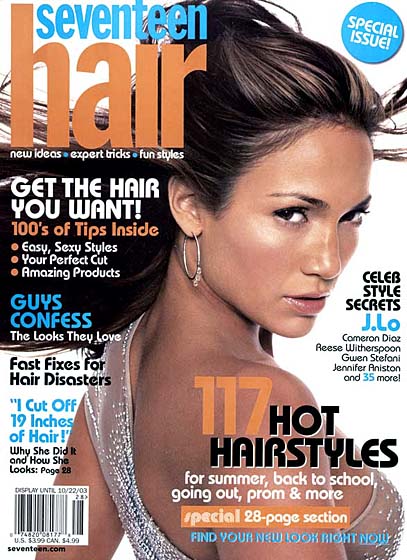 seventeen
hair
SPECIAL
ISSUE!
new ideas • expert tricks • fun styles
GET THE HAIR
YOU WANT!
100's of Tips Inside
• Easy, Sexy Styles
• Your Perfect Cut
• Amazing Products
GUYS
CONFESS
The Looks They Love
Fast Fixes for
Hair Disasters
"I Cut Off
19 Inches
of Hair!"
Why She Did It
and How She
Looks: Page 28
CELEB
STYLE
SECRETS
J.Lo
Cameron Diaz
Reese Witherspoon
Gwen Stefani
Jennifer Aniston
and 35 more!
117 HOT
HAIRSTYLES
for summer, back to school,
going out, prom & more
special 28-page section
FIND YOUR NEW LOOK RIGHT NOW
DISPLAY UNTIL 10/22/03
28>
0 74820 08177 8
U.S. $3.99 CAN. $4.99
seventeen.com